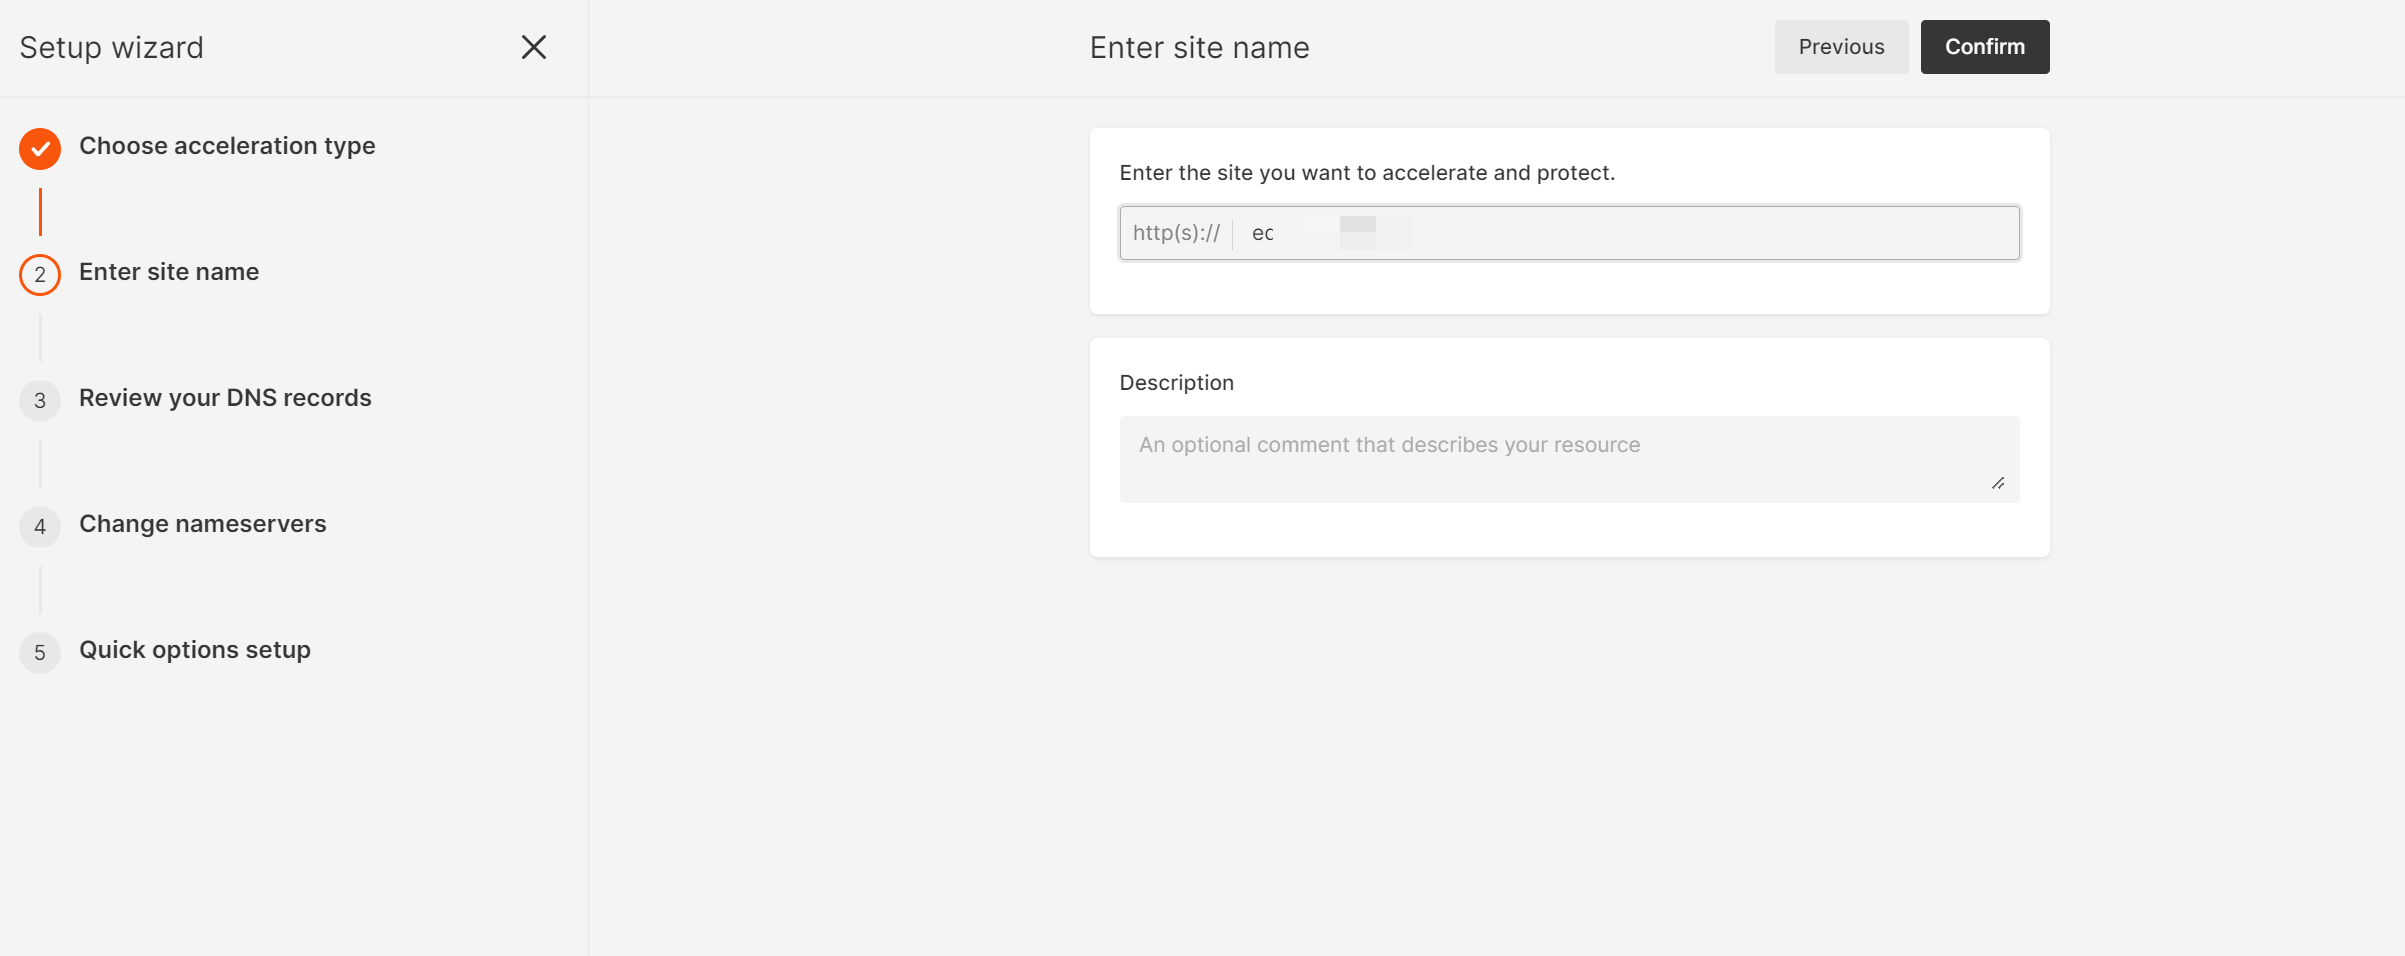 Setup wizard
Choose acceleration type
2 Enter site name
3 Review your DNS records
4 Change nameservers
5 Quick options setup
Enter site name
Previous
Confirm
Enter the site you want to accelerate and protect.
http(s)://
Description
An optional comment that describes your resource